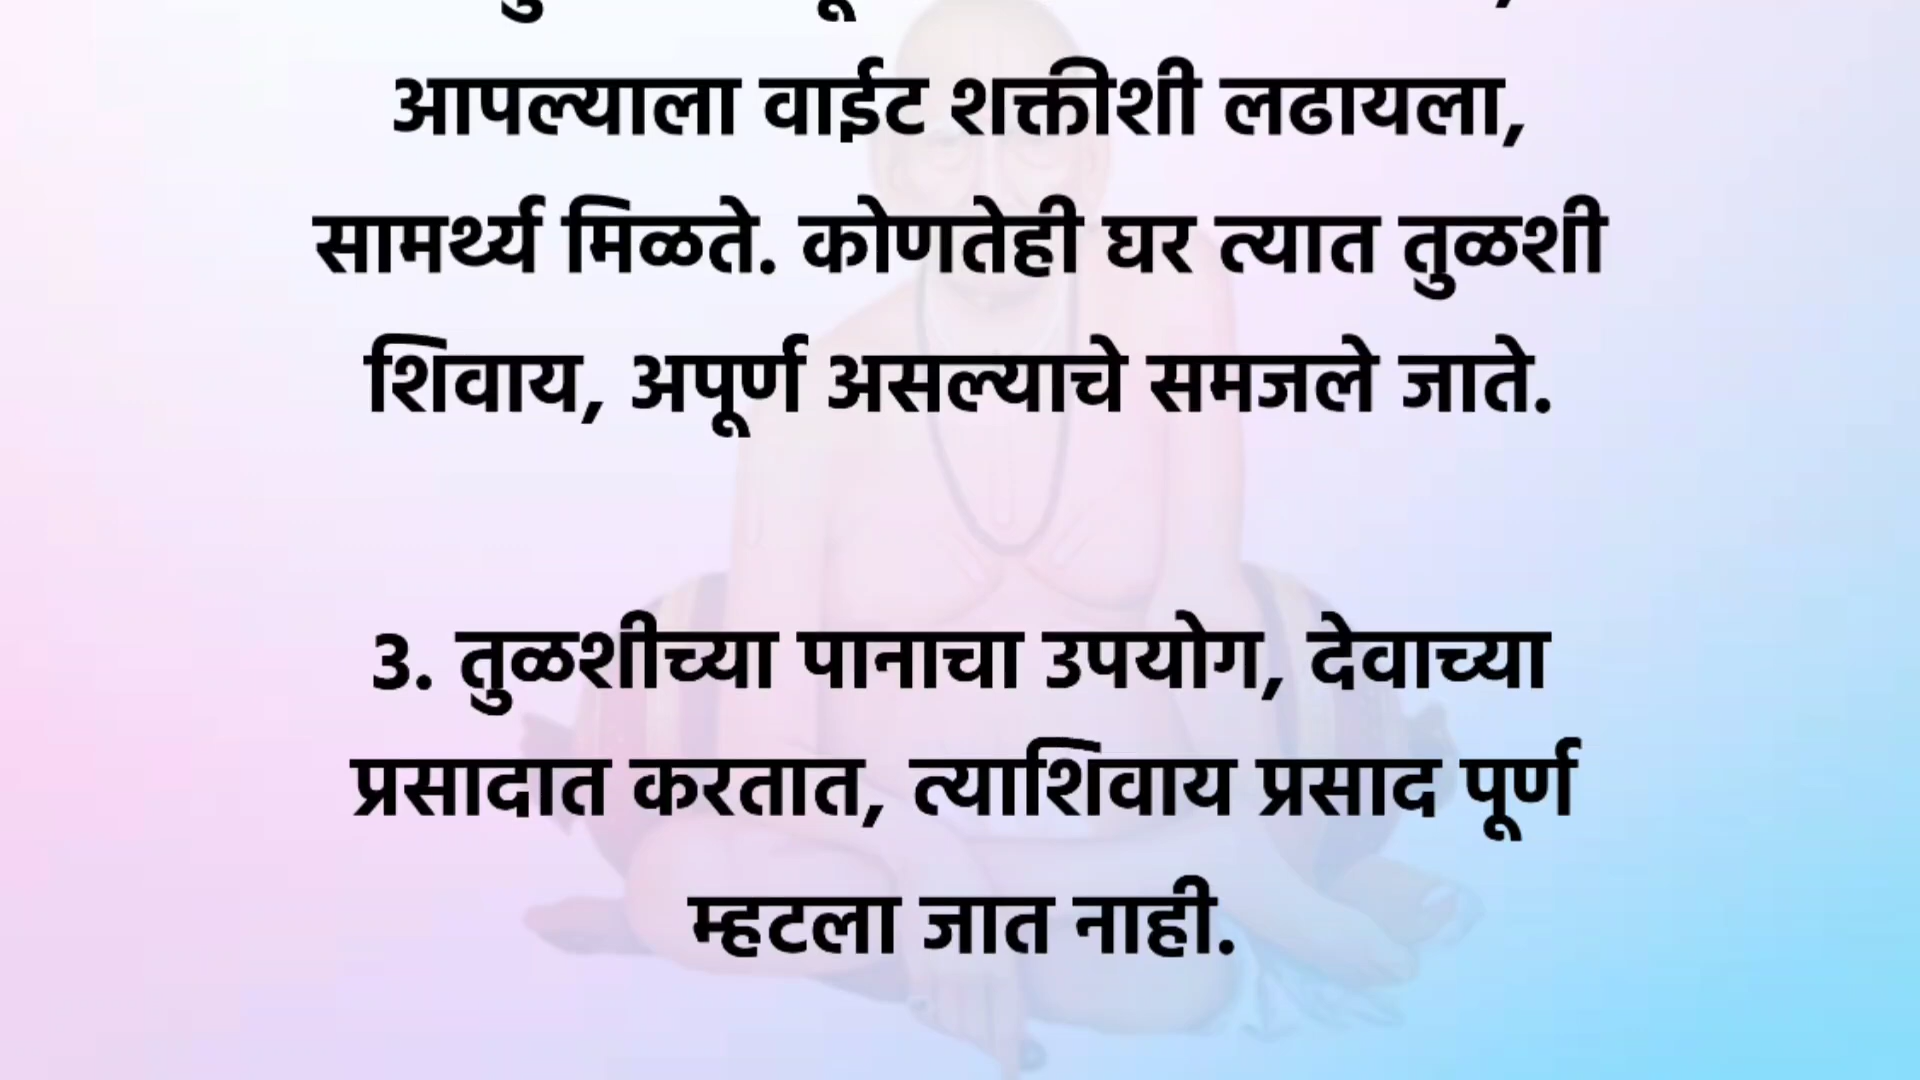 आपल्याला वाईट शक्तीशी लढायला,
सामर्थ्य मिळते. कोणतेही घर त्यात तुळशी
शिवाय, अपूर्ण असल्याचे समजले जाते.
3. तुळशीच्या पानाचा उपयोग, देवाच्या
प्रसादात करतात, त्याशिवाय प्रसाद पूर्ण
म्हटला जात नाही.